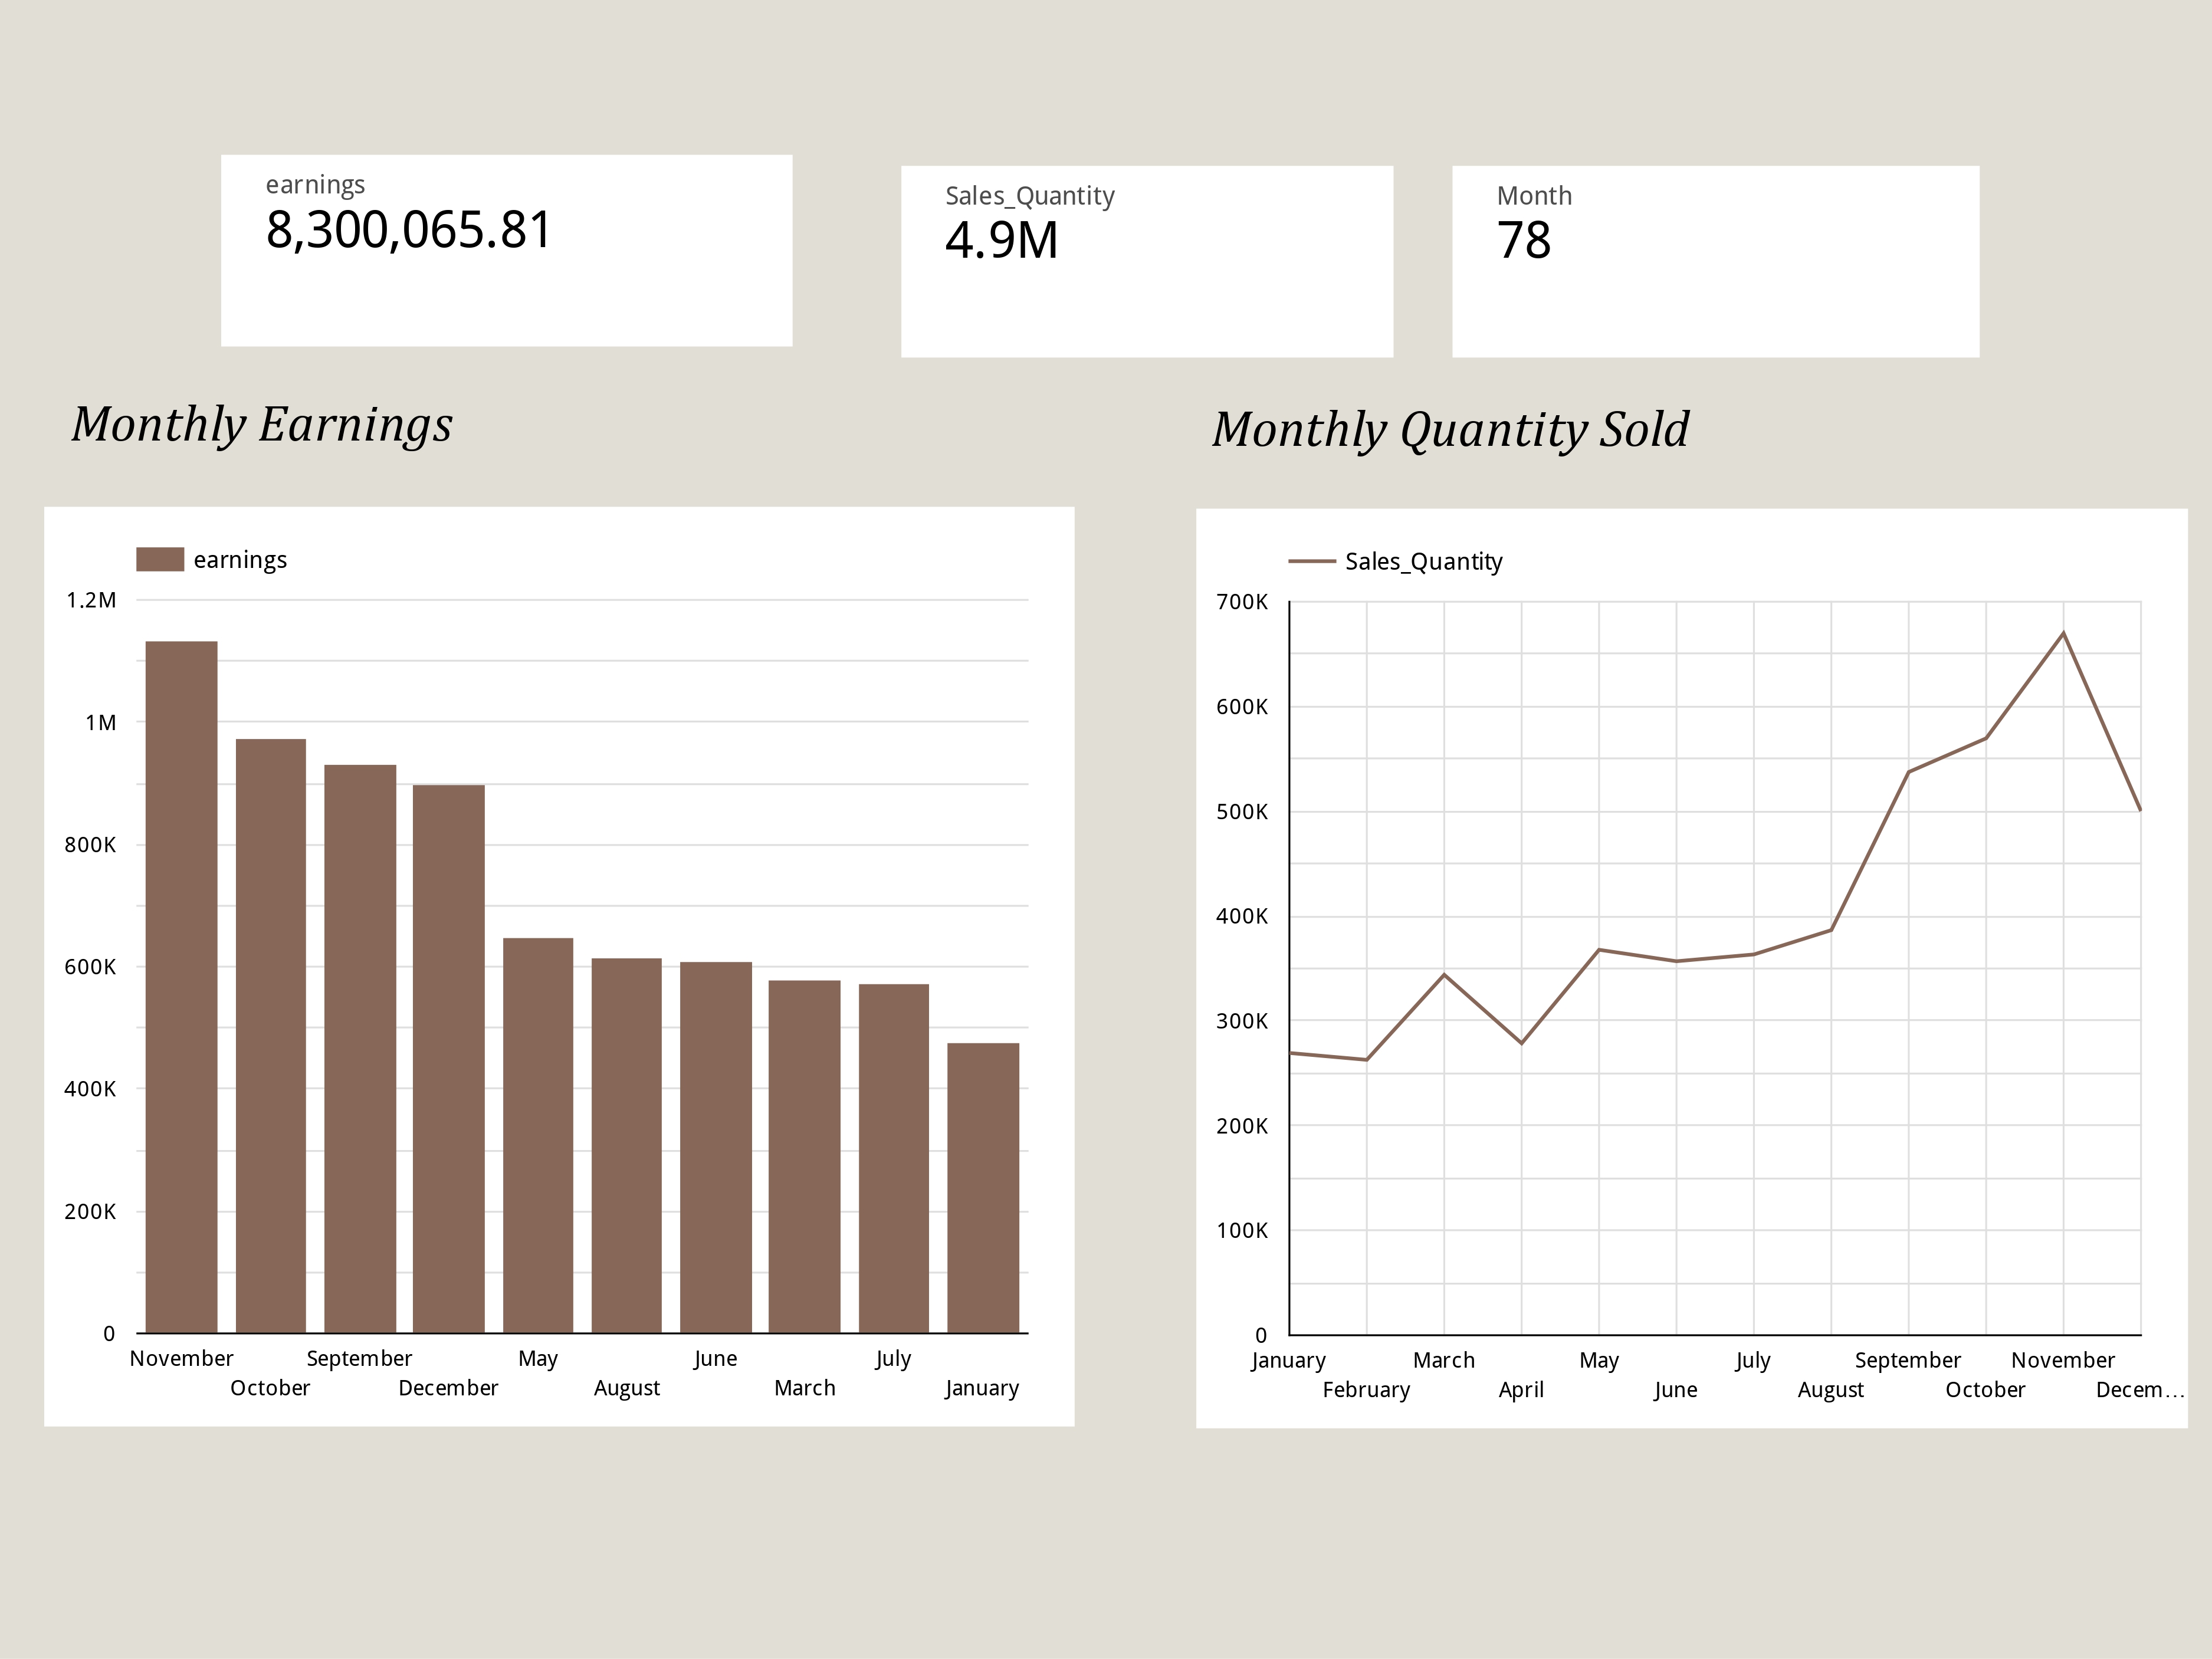 earnings
8,300,065.81
Sales_Quantity
4.9M
Month
78
Monthly Earnings
Monthly Quantity Sold
earnings
1.2M
1M
800K
600K
400K
200K
0
November September May June July
October December August March January
Sales_Quantity
700K
600K
500K
400K
300K
200K
100K
0
January March May July September November
February April June August October Decem...